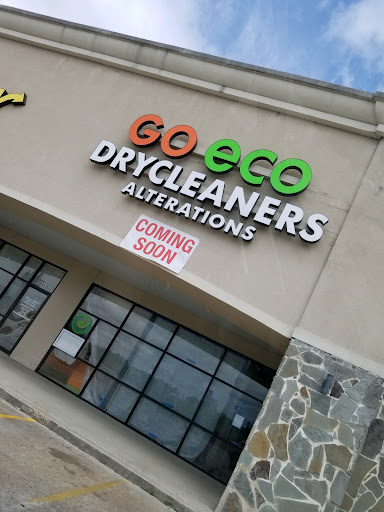 GO eco
DRYCLEANERS
ALTERATIONS
COMING
SOON